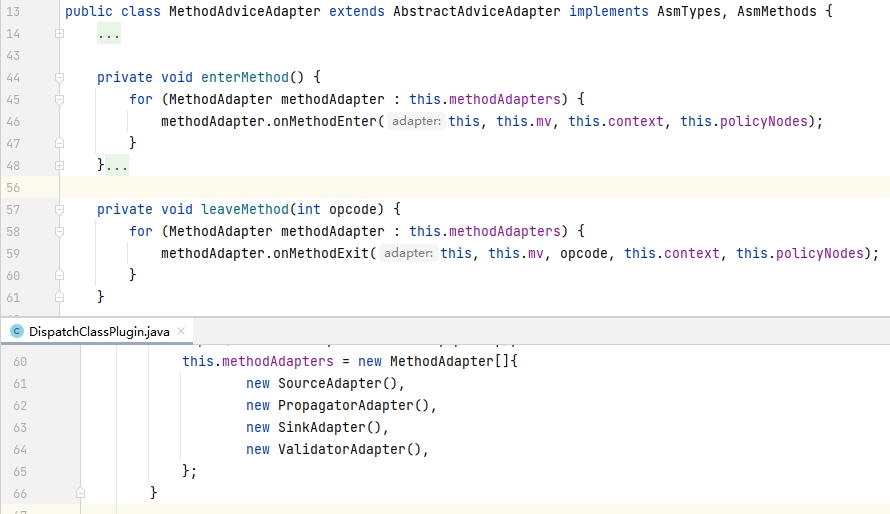 13 public class MethodAdviceAdapter extends AbstractAdviceAdapter implements AsmTypes, AsmMethods {
14 ...
43
44 private void enterMethod() {
45 for (MethodAdapter methodAdapter : this.methodAdapters) {
46 methodAdapter.onMethodEnter( adapter: this, this.mv, this.context, this.policyNodes);
47 }
48 }...
56
57 private void leaveMethod(int opcode) {
58 for (MethodAdapter methodAdapter : this.methodAdapters) {
59 methodAdapter.onMethodExit( adapter: this, this.mv, opcode, this.context, this.policyNodes);
60 }
61 }
C DispatchClassPlugin.java ×
60 this.methodAdapters = new MethodAdapter[]{
61 new SourceAdapter(),
62 new PropagatorAdapter(),
63 new SinkAdapter(),
64 new ValidatorAdapter(),
65 };
66 }